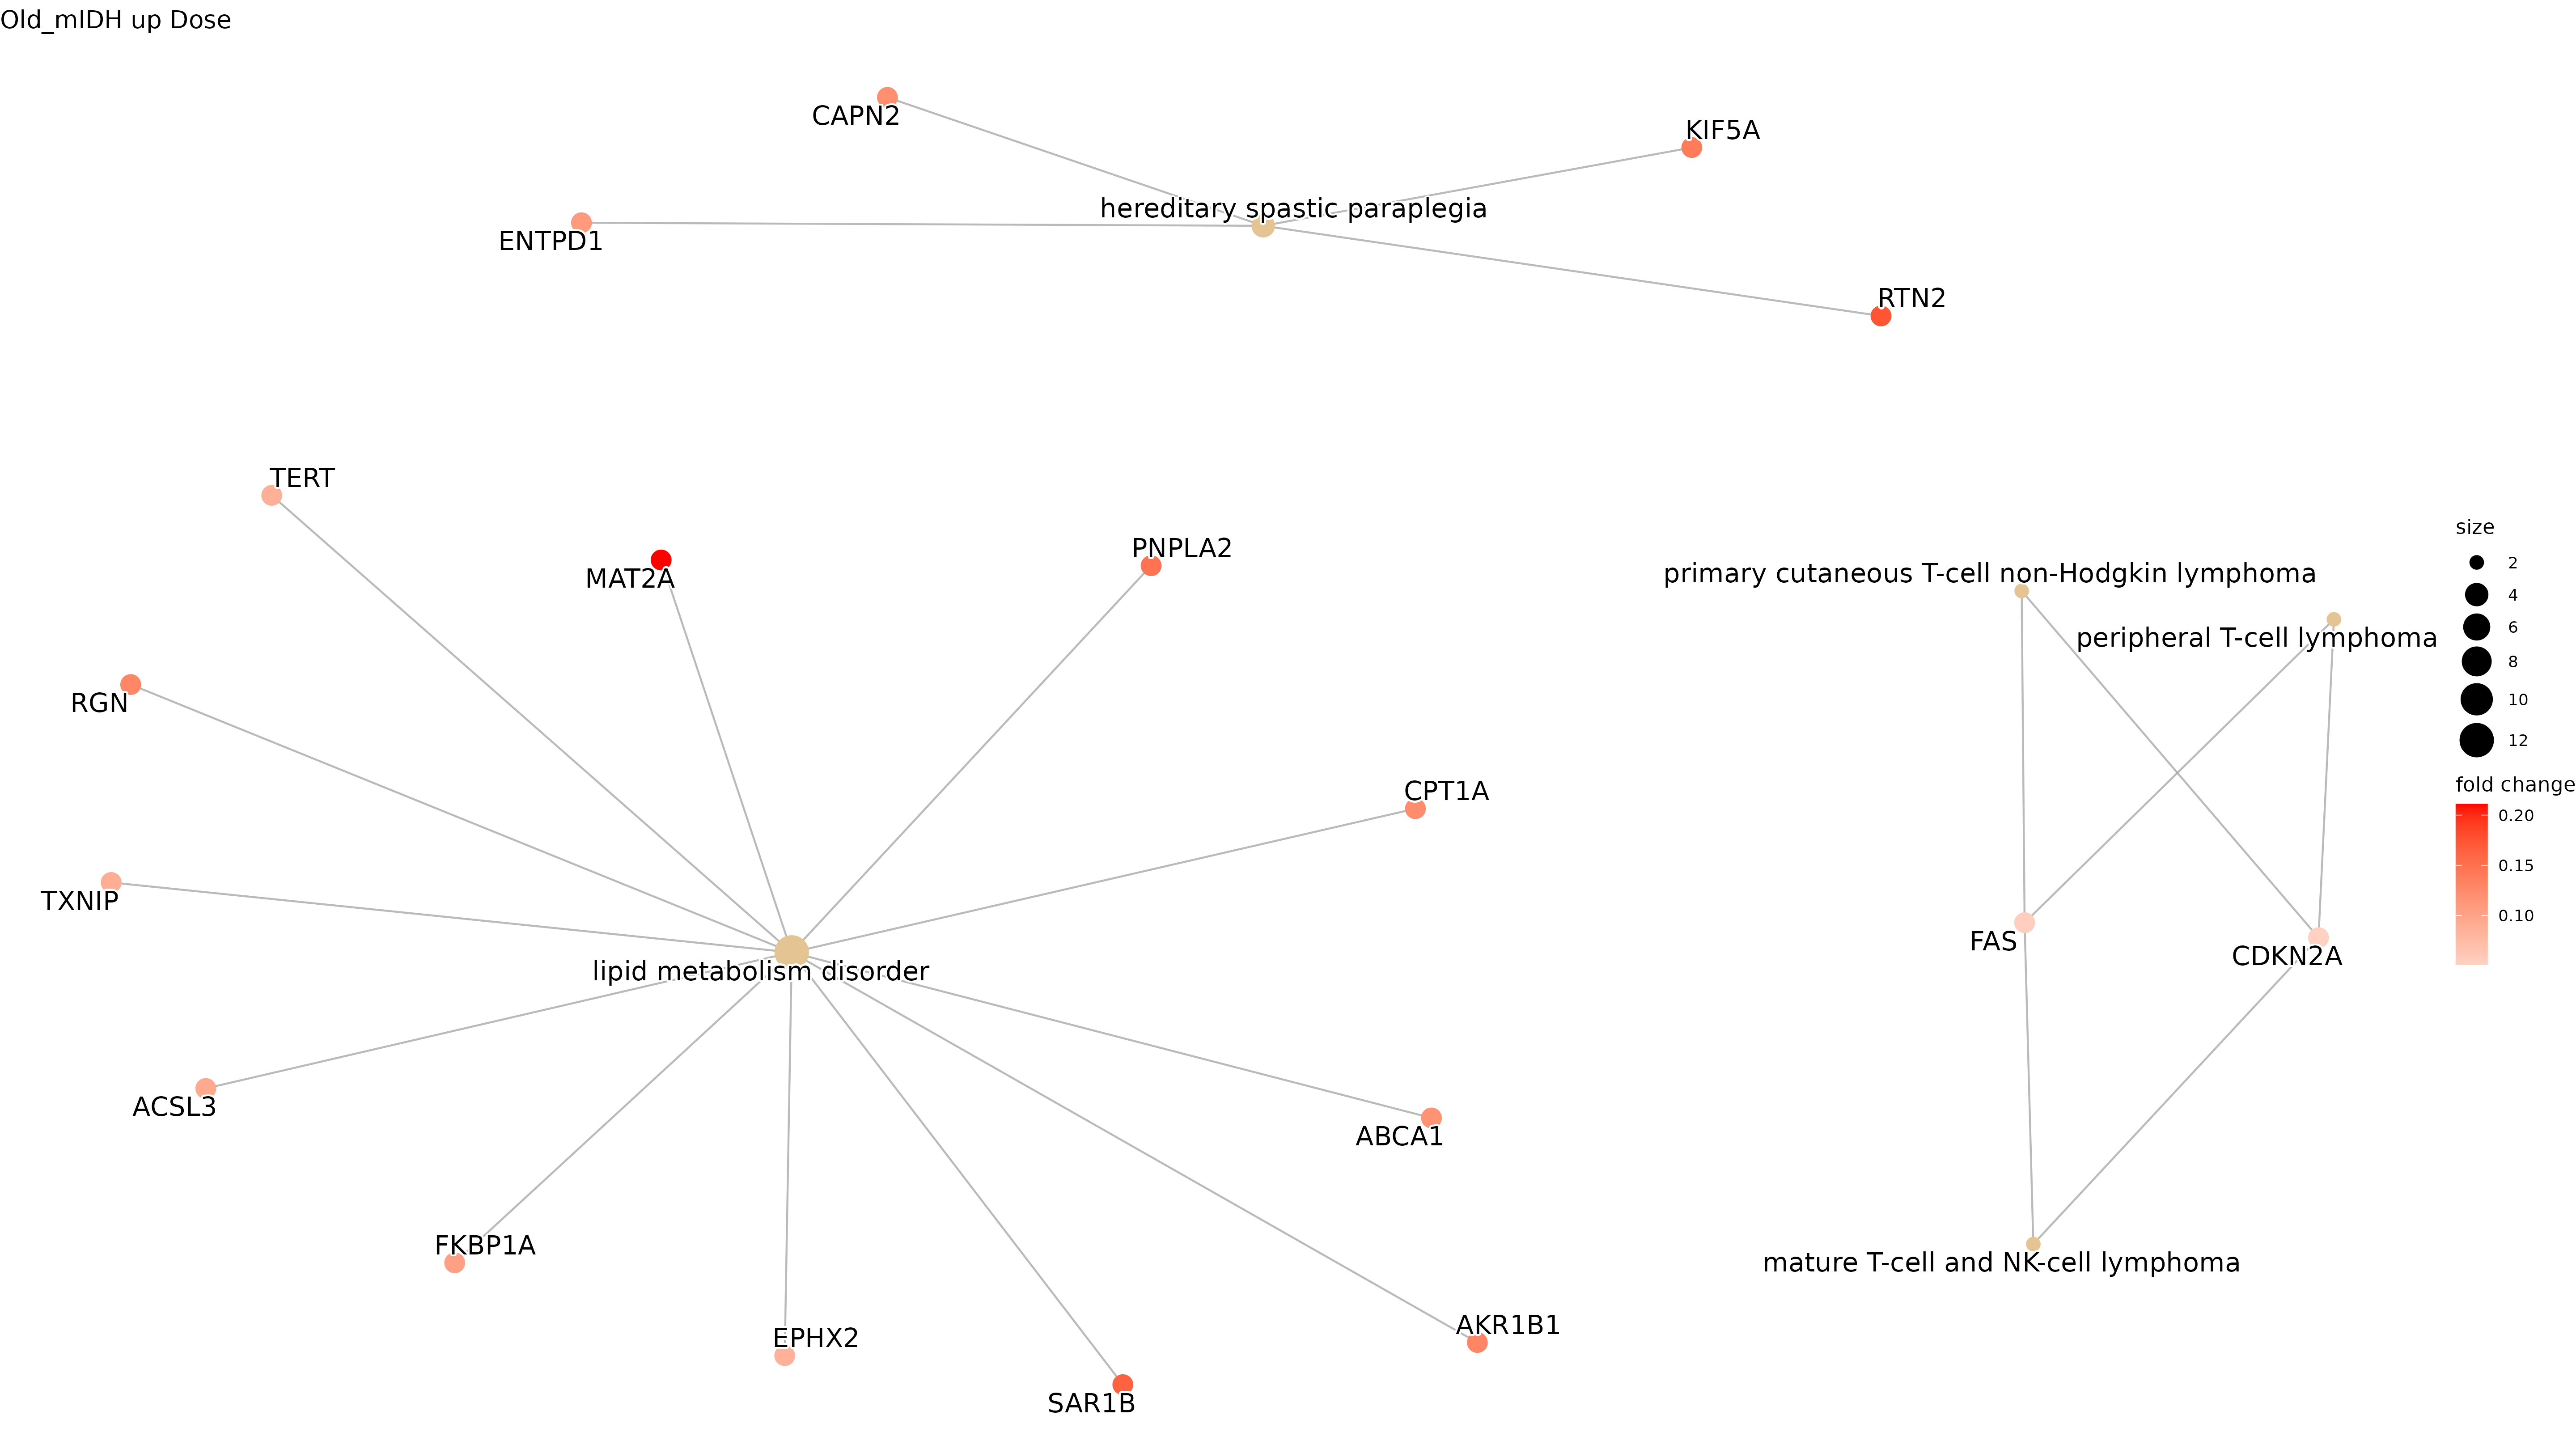 Old_mIDH up Dose
CAPN2
KIF5A
hereditary spastic paraplegia
ENTPD1
RTN2
TERT
MAT2A
PNPLA2
RGN
CPT1A
TXNIP
lipid metabolism disorder
ACSL3
ABCA1
FKBP1A
EPHX2
AKR1B1
SAR1B
primary cutaneous T-cell non-Hodgkin lymphoma
peripheral T-cell lymphoma
FAS
CDKN2A
mature T-cell and NK-cell lymphoma
size
2
4
6
8
10
12
fold change
0.20
0.15
0.10